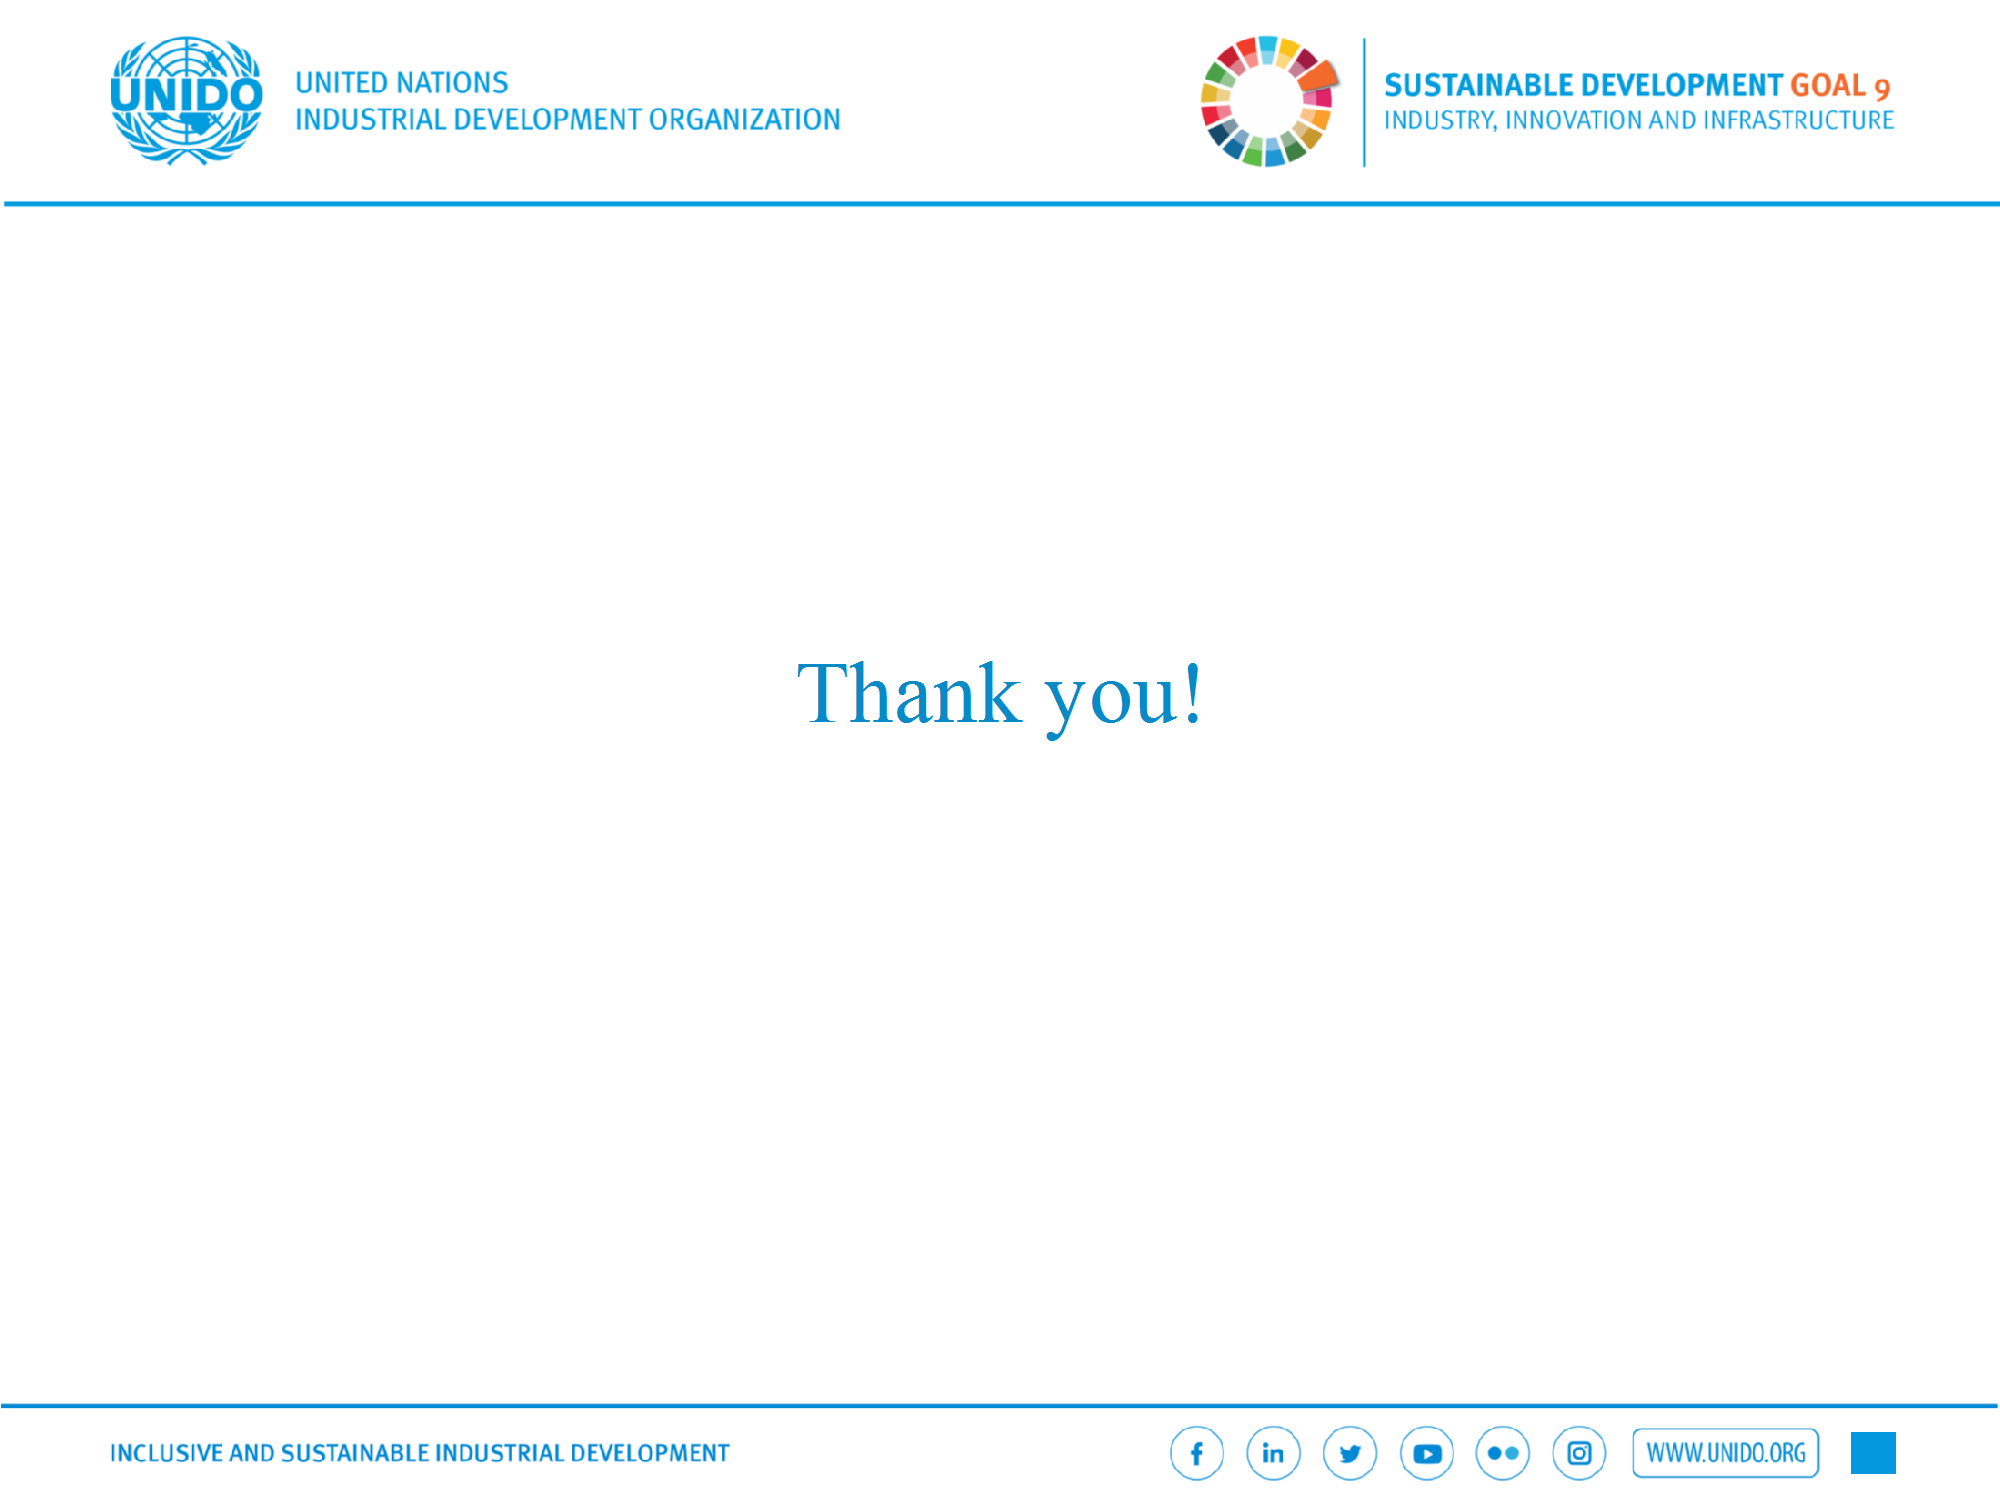 UNIDO
UNITED NATIONS
INDUSTRIAL DEVELOPMENT ORGANIZATION
SUSTAINABLE DEVELOPMENT GOAL 9
INDUSTRY, INNOVATION AND INFRASTRUCTURE
Thank you!
INCLUSIVE AND SUSTAINABLE INDUSTRIAL DEVELOPMENT
f
in
WWW.UNIDO.ORG